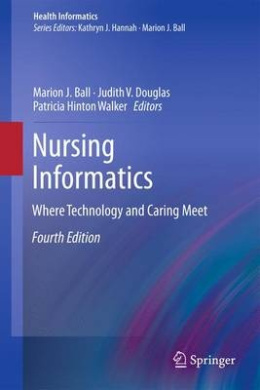 Health Informatics
Series Editors: Kathryn J. Hannah · Marion J. Ball
Marion J. Ball · Judith V. Douglas
Patricia Hinton Walker Editors
Nursing
Informatics
Where Technology and Caring Meet
Fourth Edition
Springer